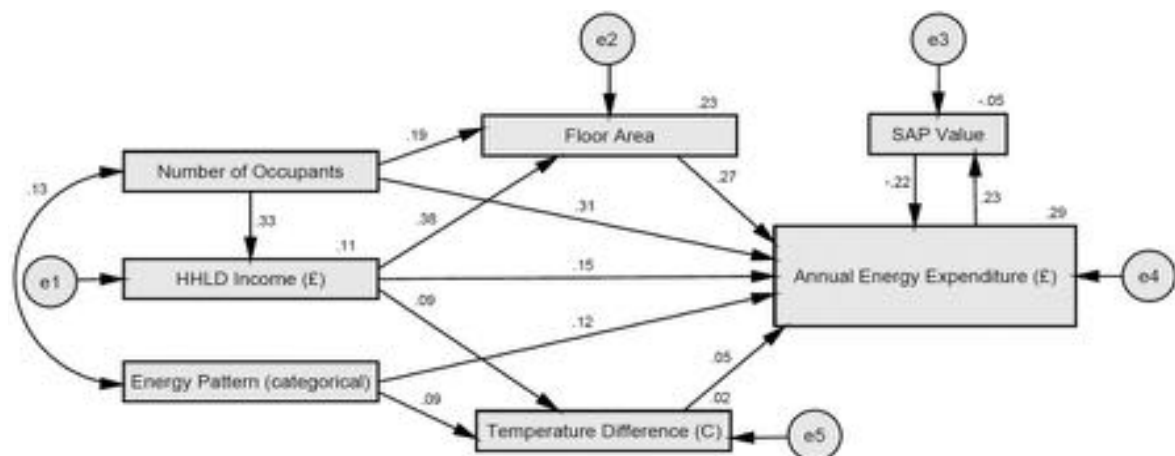 e2
e3
.23
-.05
Floor Area
SAP Value
.19
Number of Occupants
.13
.27
-.22
.23
.31
.33
.38
.29
.11
e1
HHLD Income (£)
.15
Annual Energy Expenditure (£)
e4
.09
.12
Energy Pattern (categorical)
.05
.09
.02
Temperature Difference (C)
e5